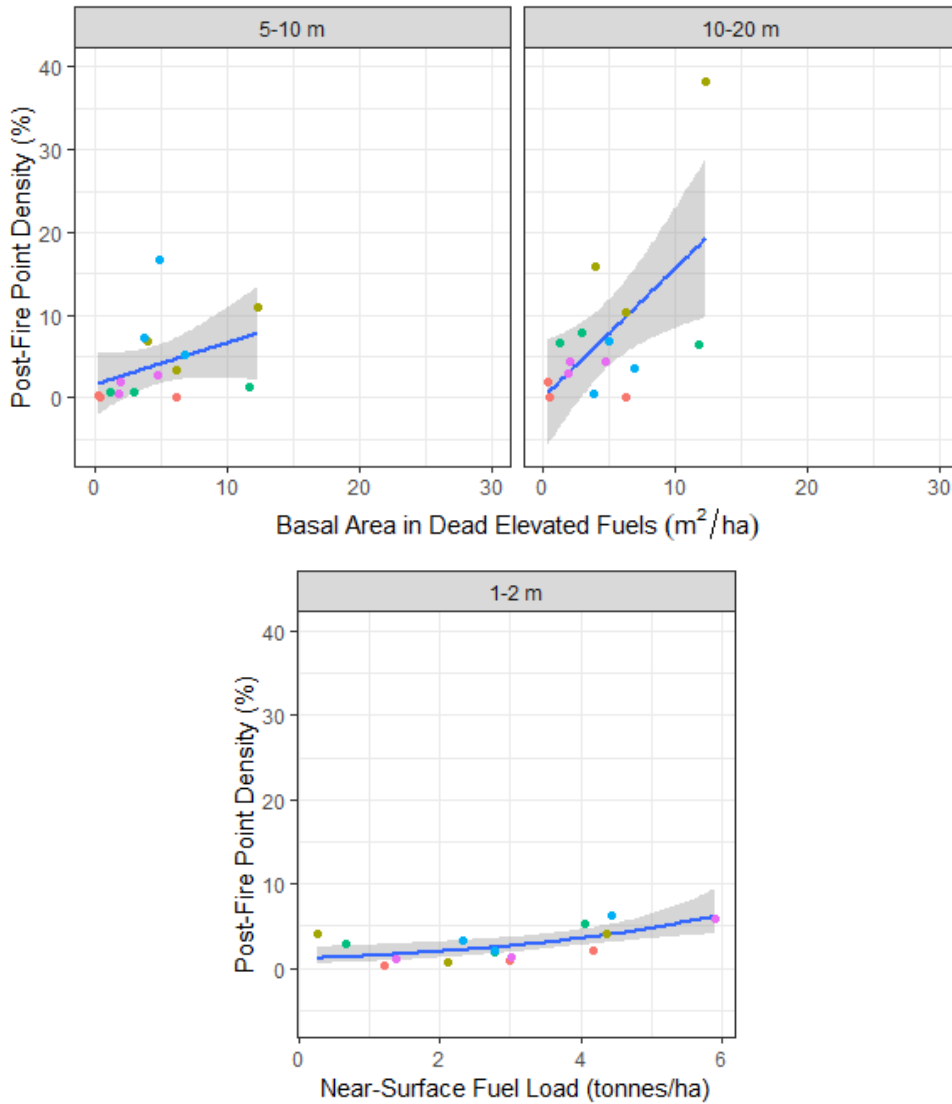 5-10 m
10-20 m
Post-Fire Point Density (%)
40
30
20
10
0
0 10 20 30
0 10 20 30
Basal Area in Dead Elevated Fuels (m²/ha)
1-2 m
Post-Fire Point Density (%)
40
30
20
10
0
0 2 4 6
Near-Surface Fuel Load (tonnes/ha)